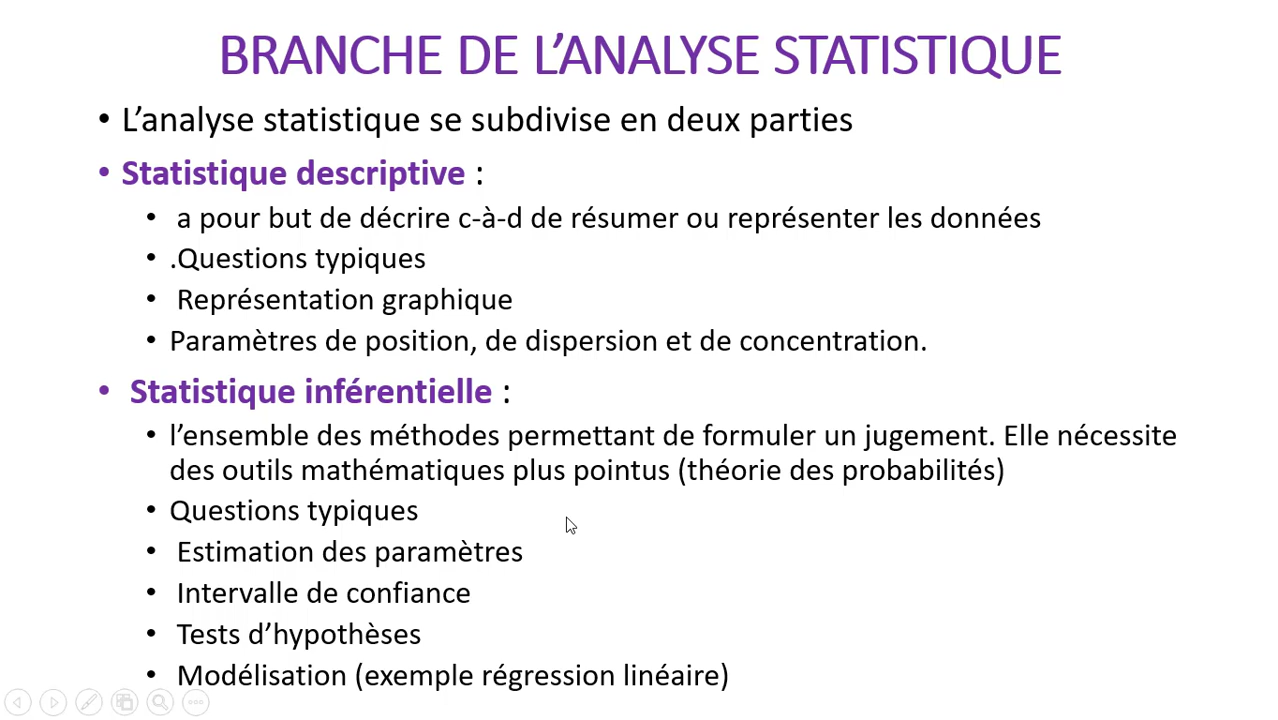 BRANCHE DE L’ANALYSE STATISTIQUE
• L’analyse statistique se subdivise en deux parties
• Statistique descriptive :
• a pour but de décrire c-à-d de résumer ou représenter les données
• .Questions typiques
• Représentation graphique
• Paramètres de position, de dispersion et de concentration.
• Statistique inférentielle :
• l’ensemble des méthodes permettant de formuler un jugement. Elle nécessite
des outils mathématiques plus pointus (théorie des probabilités)
• Questions typiques
• Estimation des paramètres
• Intervalle de confiance
• Tests d’hypothèses
• Modélisation (exemple régression linéaire)